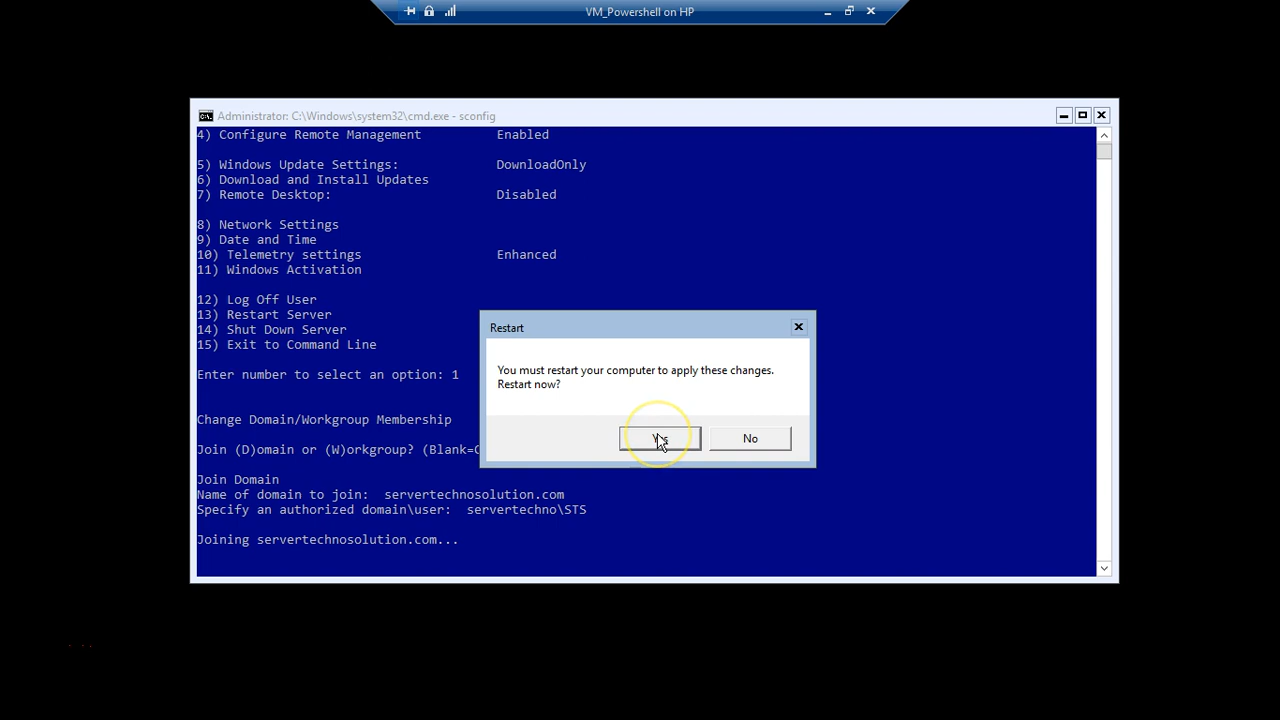 VM_Powershell on HP
Administrator: C:\Windows\system32\cmd.exe - sconfig
4) Configure Remote Management Enabled
5) Windows Update Settings: DownloadOnly
6) Download and Install Updates
7) Remote Desktop: Disabled
8) Network Settings
9) Date and Time
10) Telemetry settings Enhanced
11) Windows Activation
12) Log Off User
13) Restart Server
14) Shut Down Server
15) Exit to Command Line
Enter number to select an option: 1
Change Domain/Workgroup Membership
Join (D)omain or (W)orkgroup? (Blank=C
Join Domain
Name of domain to join: servertechnosolution.com
Specify an authorized domain\user: servertechno\STS
Joining servertechnosolution.com...
Restart
You must restart your computer to apply these changes.
Restart now?
Yes No